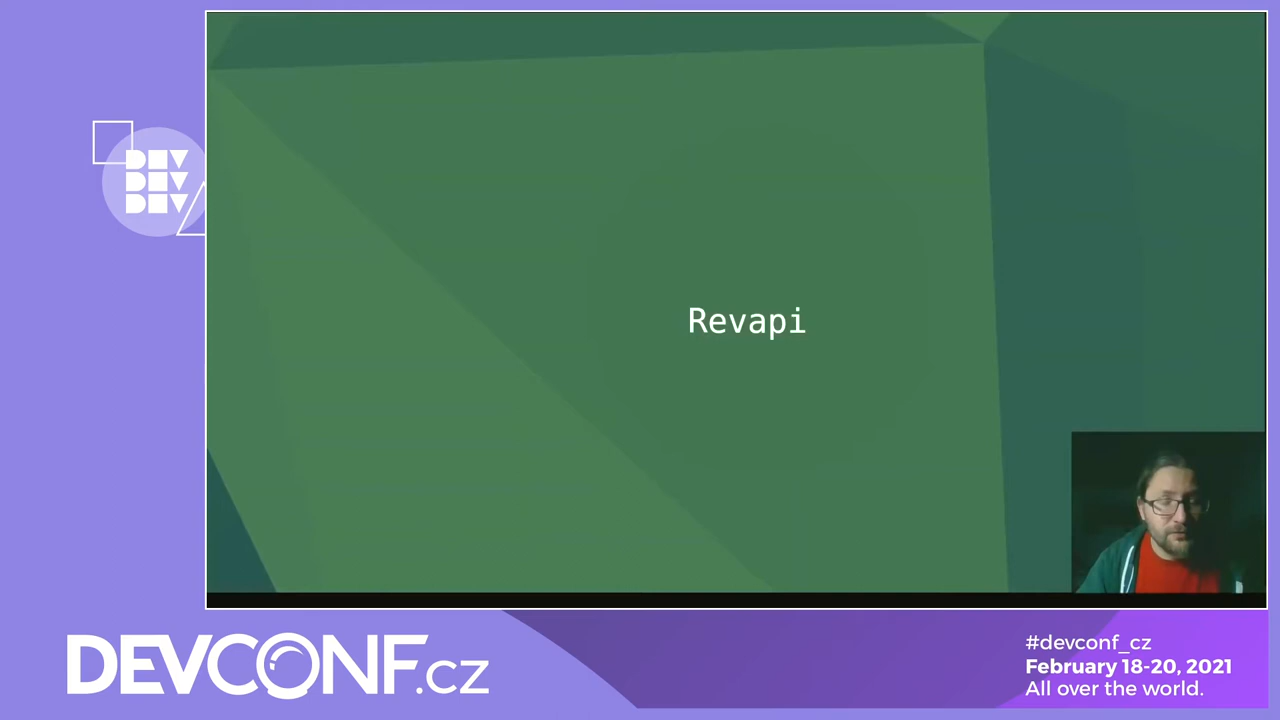 DEV
DEV
DEV
Revapi
DEVCONF.cz
#devconf_cz
February 18-20, 2021
All over the world.